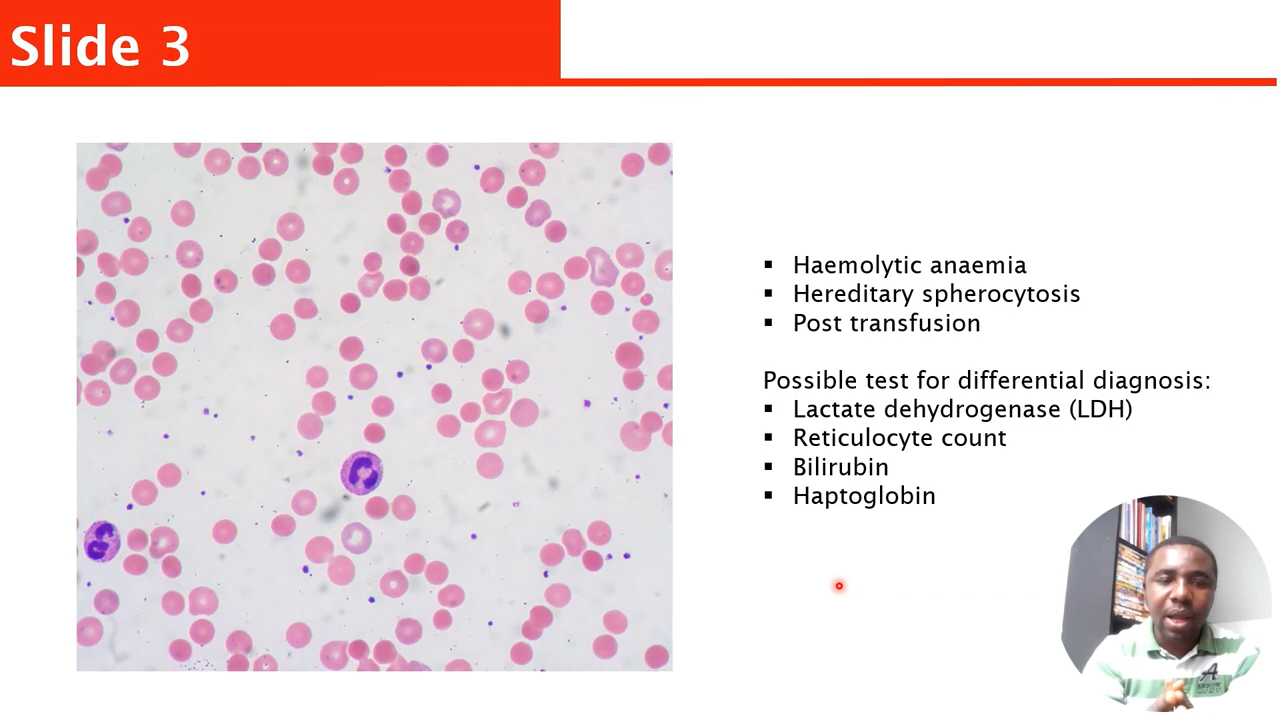 Slide 3
▪ Haemolytic anaemia
▪ Hereditary spherocytosis
▪ Post transfusion
Possible test for differential diagnosis:
▪ Lactate dehydrogenase (LDH)
▪ Reticulocyte count
▪ Bilirubin
▪ Haptoglobin
A
ARROW